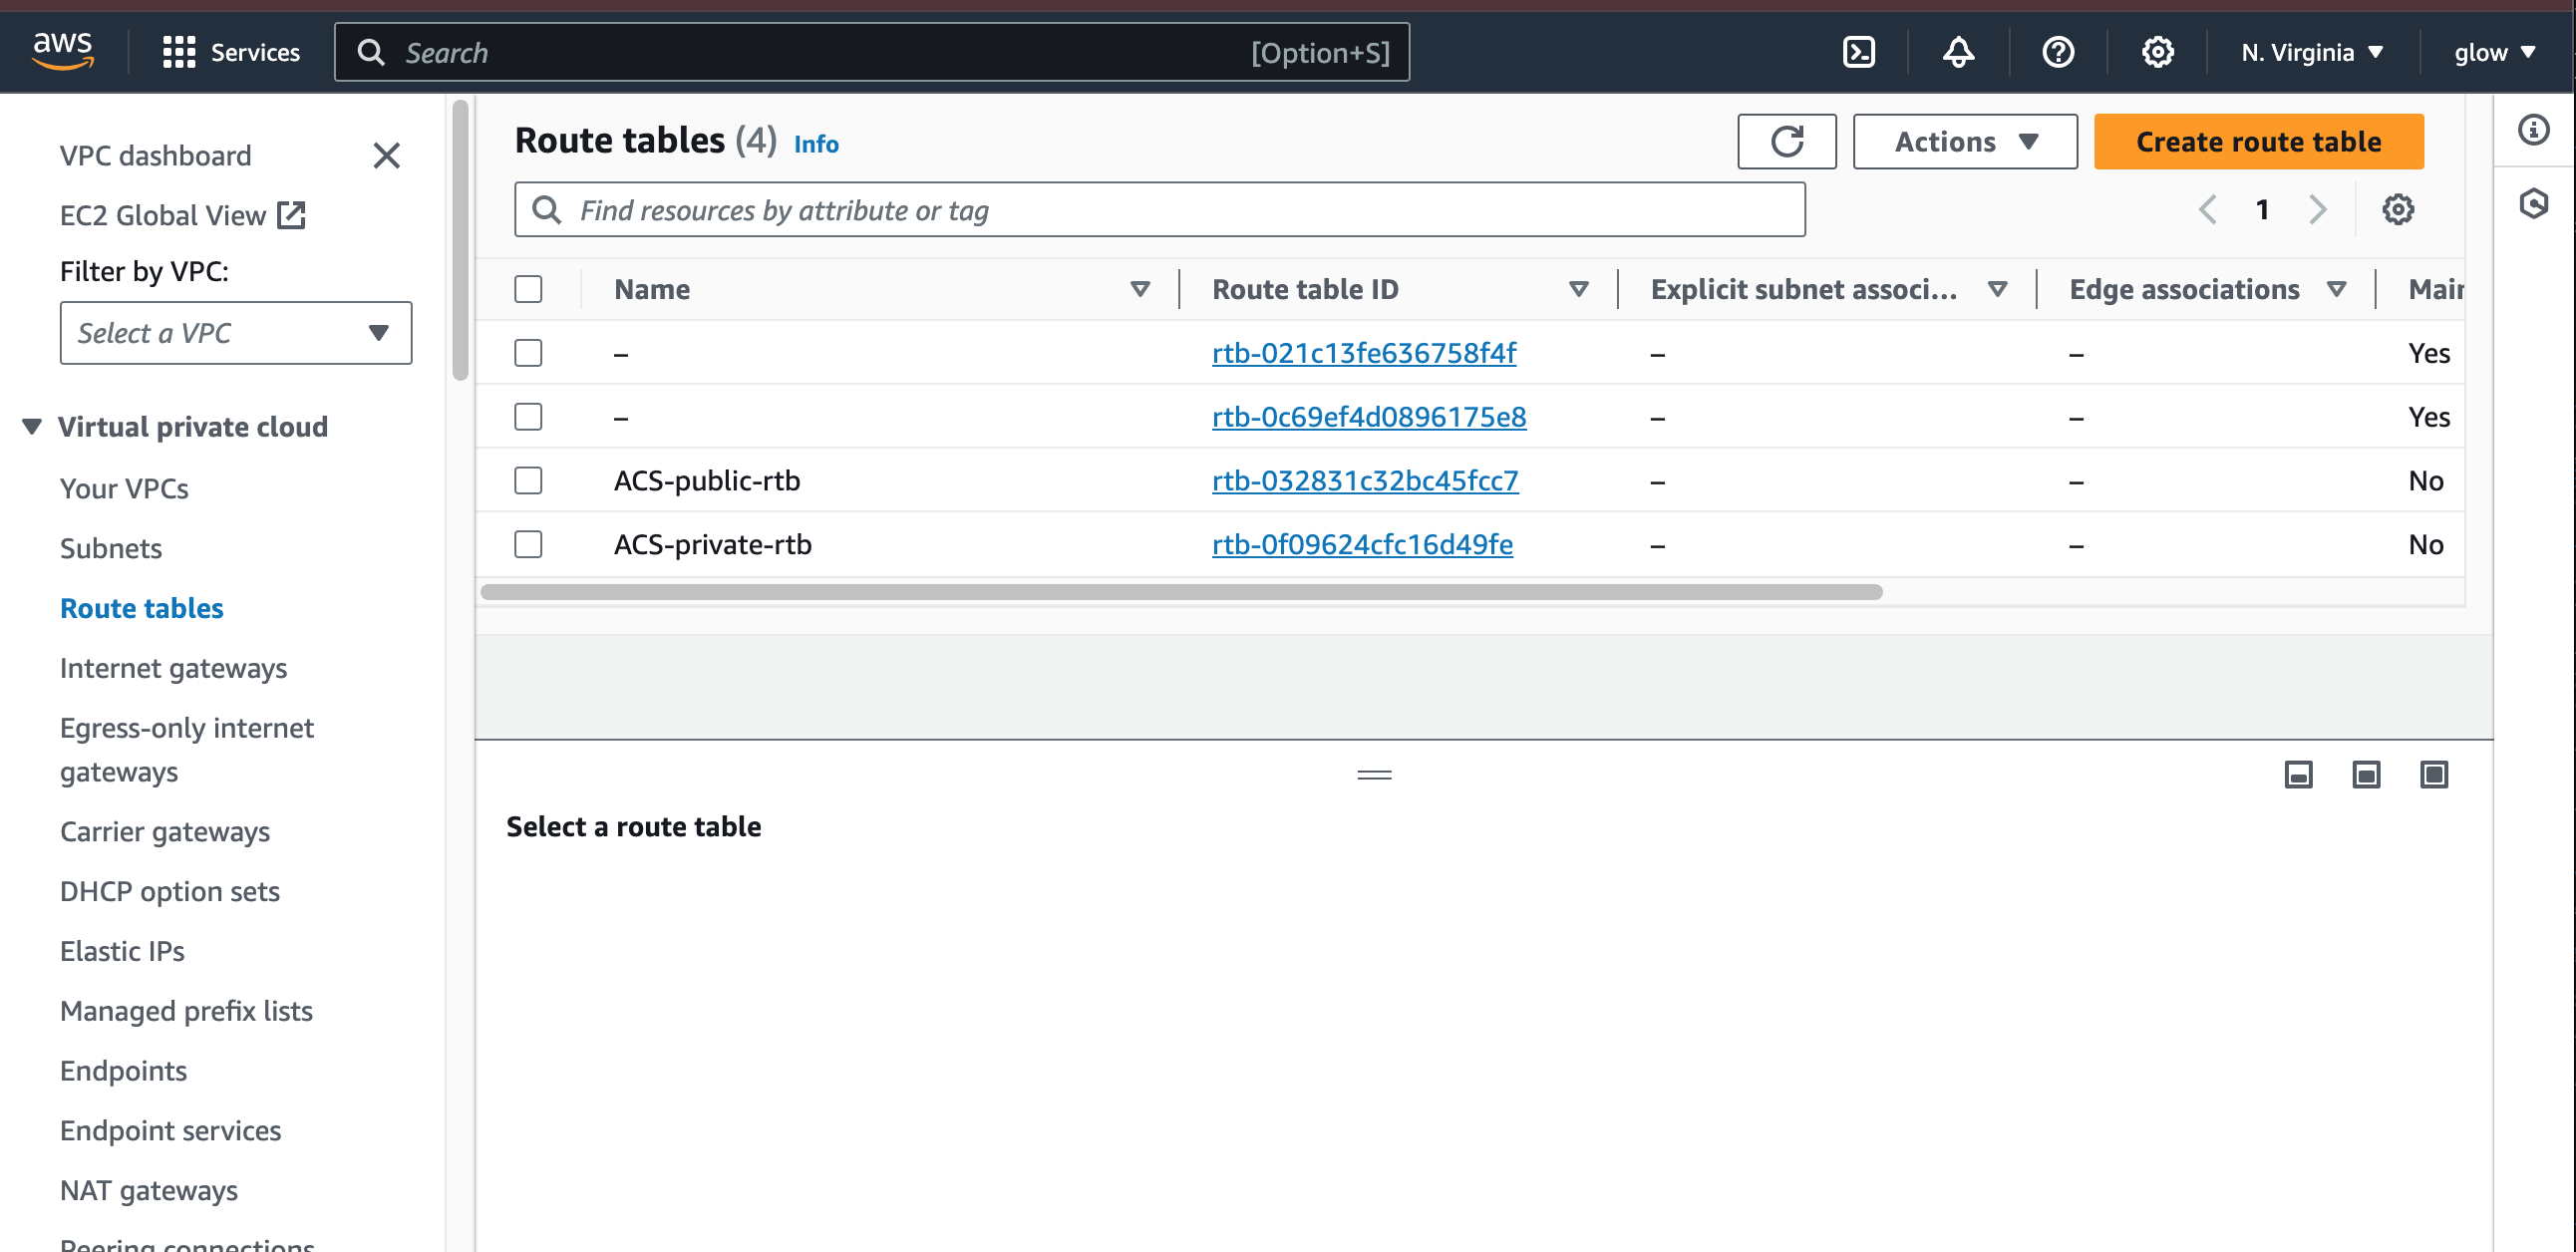 aws
Services
Search
[Option+S]
N. Virginia
glow
VPC dashboard
EC2 Global View
Filter by VPC:
Select a VPC
Virtual private cloud
Your VPCs
Subnets
Route tables
Internet gateways
Egress-only internet
gateways
Carrier gateways
DHCP option sets
Elastic IPs
Managed prefix lists
Endpoints
Endpoint services
NAT gateways
Peering connections
Route tables (4) Info
Actions
Create route table
Find resources by attribute or tag
1
Name Route table ID Explicit subnet associ... Edge associations Main
– rtb-021c13fe636758f4f – – Yes
– rtb-0c69ef4d0896175e8 – – Yes
ACS-public-rtb rtb-032831c32bc45fcc7 – – No
ACS-private-rtb rtb-0f09624cfc16d49fe – – No
Select a route table